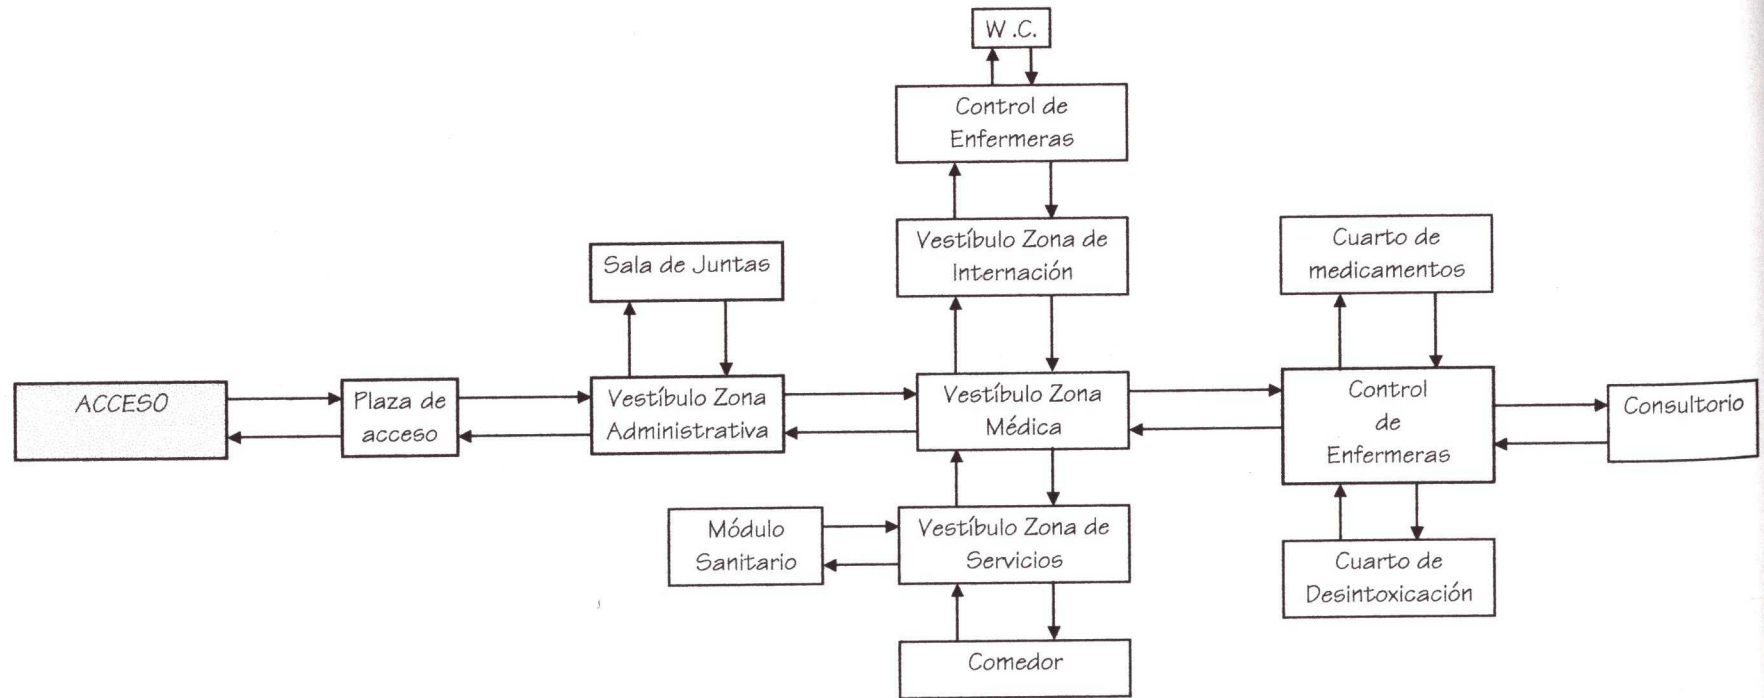 W.C.
Control de
Enfermeras
Vestíbulo Zona de
Internación
Cuarto de
medicamentos
Sala de Juntas
ACCESO
Plaza de
acceso
Vestíbulo Zona
Administrativa
Vestíbulo Zona
Médica
Control
de
Enfermeras
Consultorio
Módulo
Sanitario
Vestíbulo Zona de
Servicios
Cuarto de
Desintoxicación
Comedor